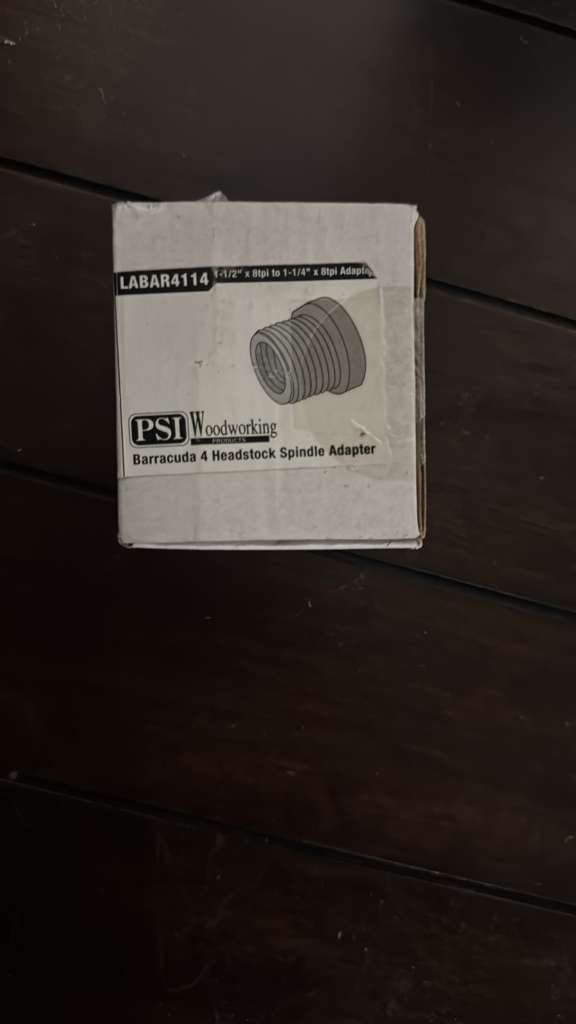 LABAR4114 1-1/2" x 8tpi to 1-1/4" x 8tpi Adapter
PSI Woodworking
PRODUCTS
Barracuda 4 Headstock Spindle Adapter